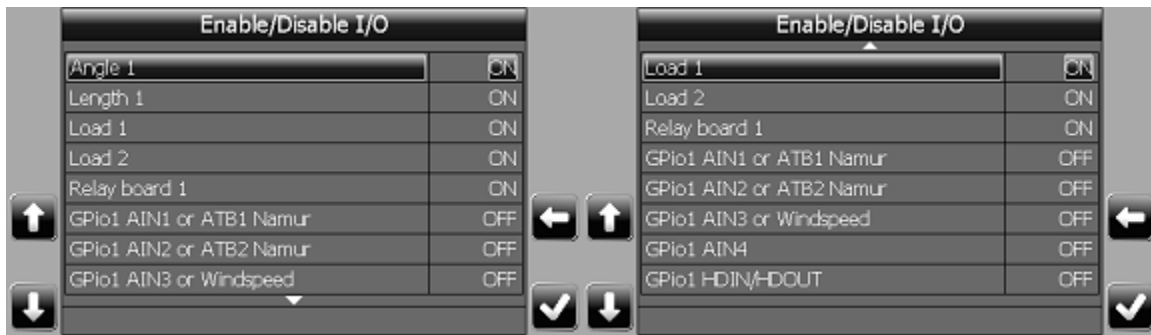 Enable/Disable I/O
Angle 1 ON
Length 1 ON
Load 1 ON
Load 2 ON
Relay board 1 ON
GPio1 AIN1 or ATB1 Namur OFF
GPio1 AIN2 or ATB2 Namur OFF
GPio1 AIN3 or Windspeed OFF
Enable/Disable I/O
Load 1 ON
Load 2 ON
Relay board 1 ON
GPio1 AIN1 or ATB1 Namur OFF
GPio1 AIN2 or ATB2 Namur OFF
GPio1 AIN3 or Windspeed OFF
GPio1 AIN4 OFF
GPio1 HDIN/HDOUT OFF